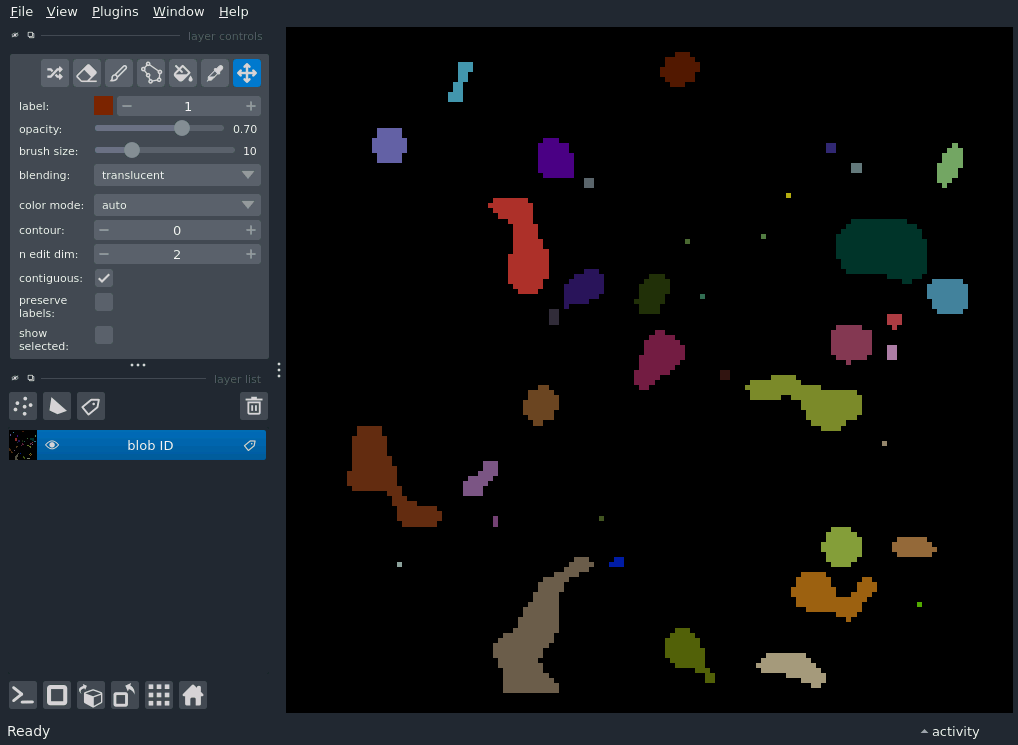 File View Plugins Window Help
layer controls
label: 1
opacity: 0.70
brush size: 10
blending: translucent
color mode: auto
contour: 0
n edit dim: 2
contiguous:
preserve
labels:
show
selected:
layer list
blob ID
Ready
activity